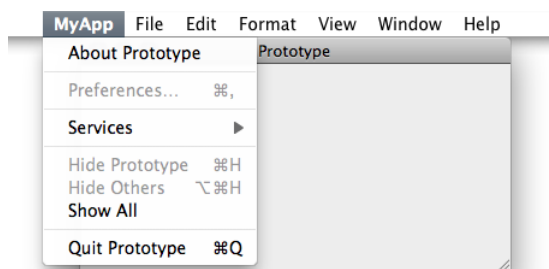 MyApp File Edit Format View Window Help
About Prototype
Prototype
Preferences... ⌘,
Services ▶
Hide Prototype ⌘H
Hide Others ⌥⌘H
Show All
Quit Prototype ⌘Q